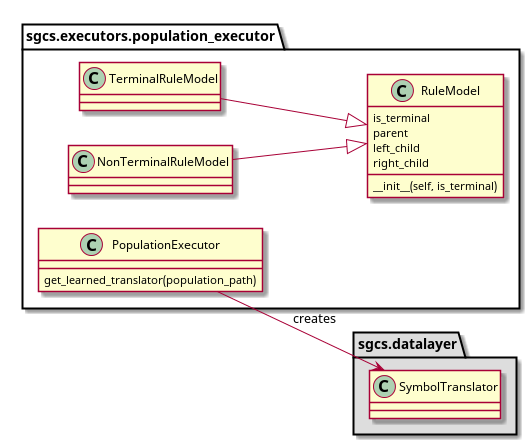 sgcs.executors.population_executor
C TerminalRuleModel
C RuleModel
is_terminal
parent
left_child
right_child
__init__(self, is_terminal)
C NonTerminalRuleModel
C PopulationExecutor
get_learned_translator(population_path)
creates
sgcs.datalayer
C SymbolTranslator